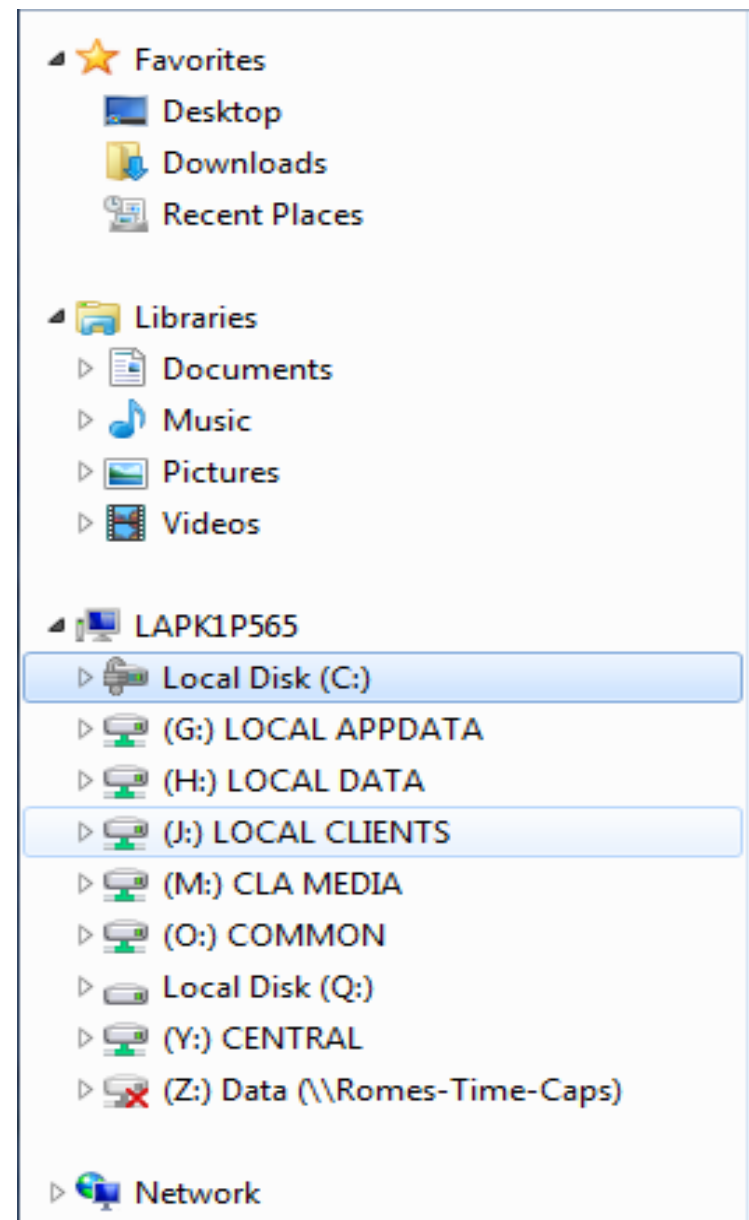 Favorites
Desktop
Downloads
Recent Places
Libraries
Documents
Music
Pictures
Videos
LAPK1P565
Local Disk (C:)
(G:) LOCAL APPDATA
(H:) LOCAL DATA
(J:) LOCAL CLIENTS
(M:) CLA MEDIA
(O:) COMMON
Local Disk (Q:)
(Y:) CENTRAL
(Z:) Data (\\Romes-Time-Caps)
Network